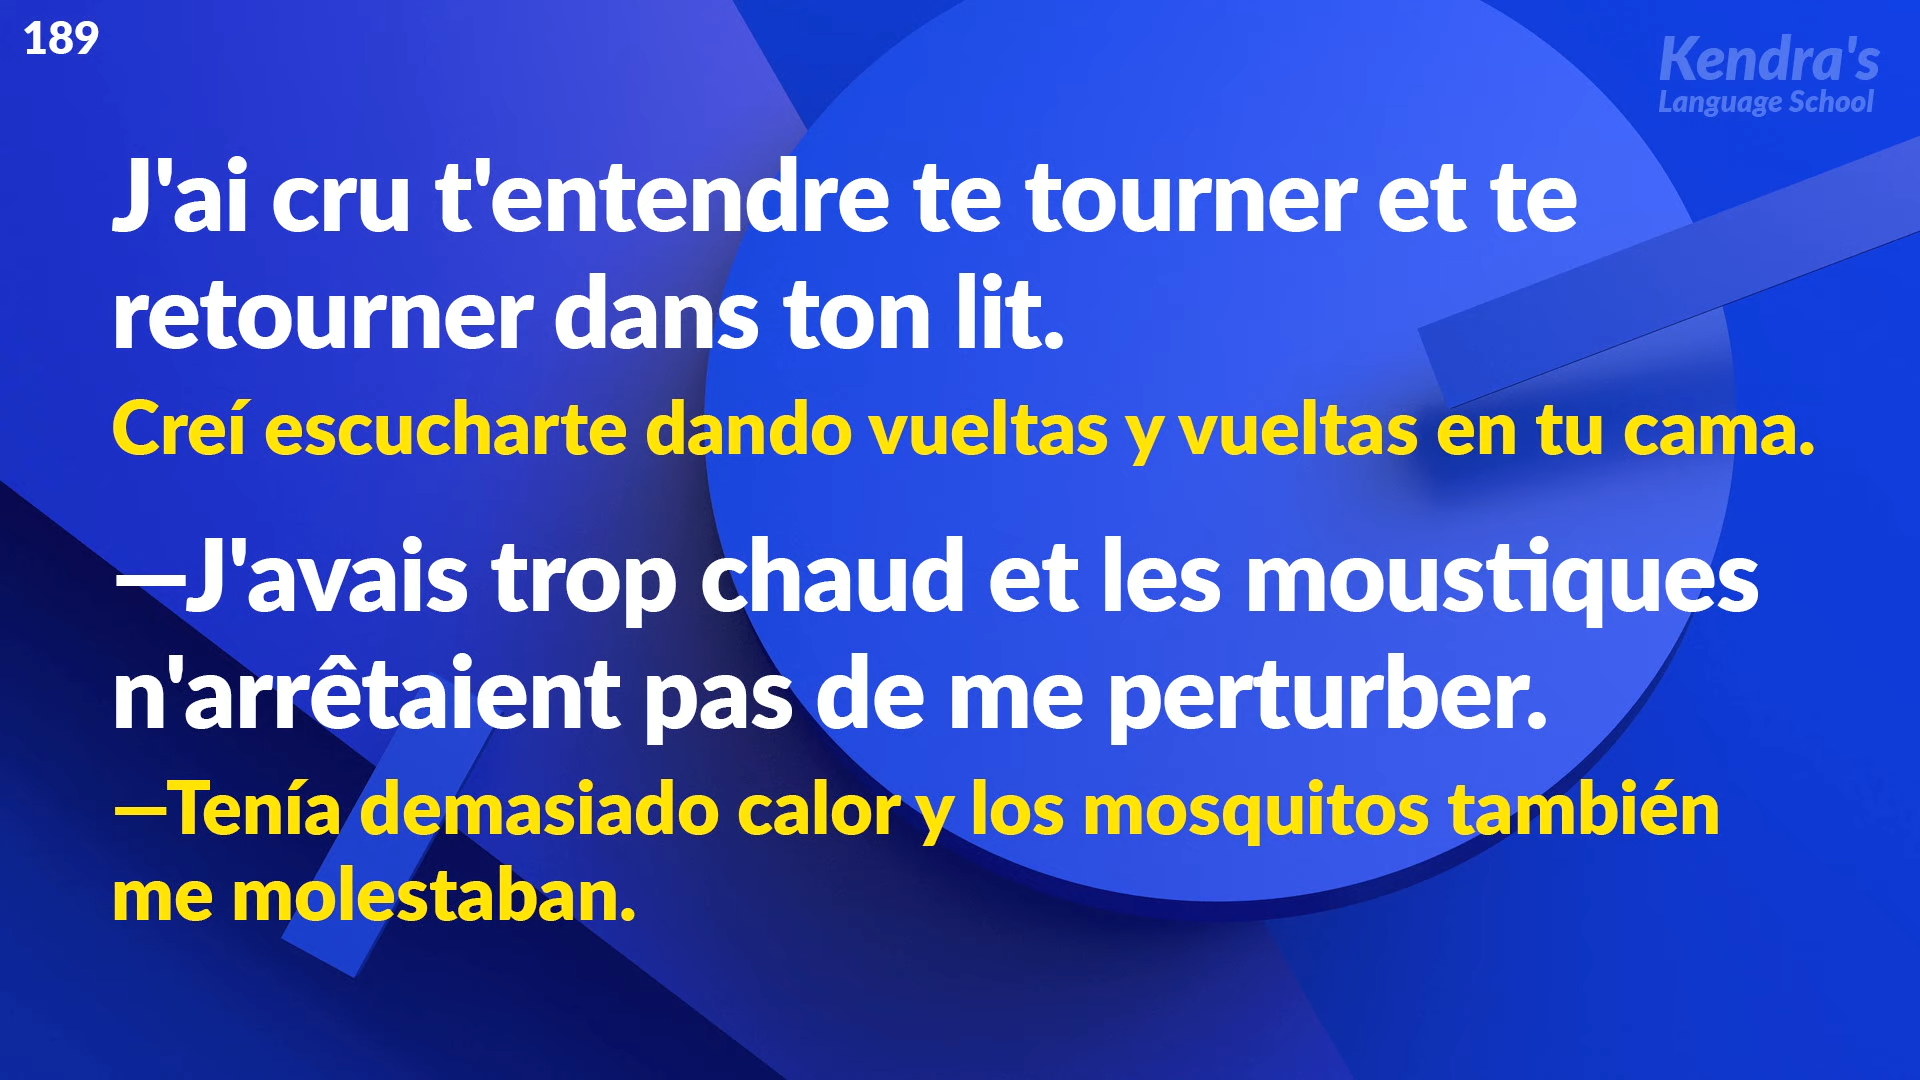 189
Kendra's
Language School
J'ai cru t'entendre te tourner et te
retourner dans ton lit.
Creí escucharte dando vueltas y vueltas en tu cama.
—J'avais trop chaud et les moustiques
n'arrêtaient pas de me perturber.
—Tenía demasiado calor y los mosquitos también
me molestaban.